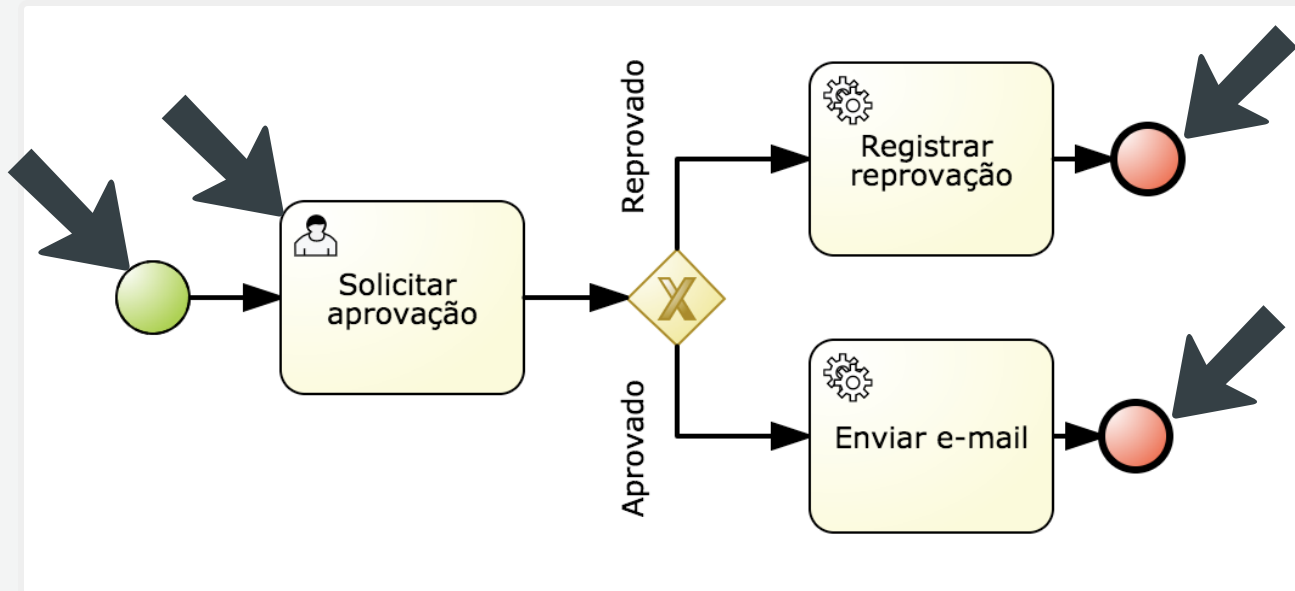 Solicitar
aprovação
Reprovado
Registrar
reprovação
Aprovado
Enviar e-mail